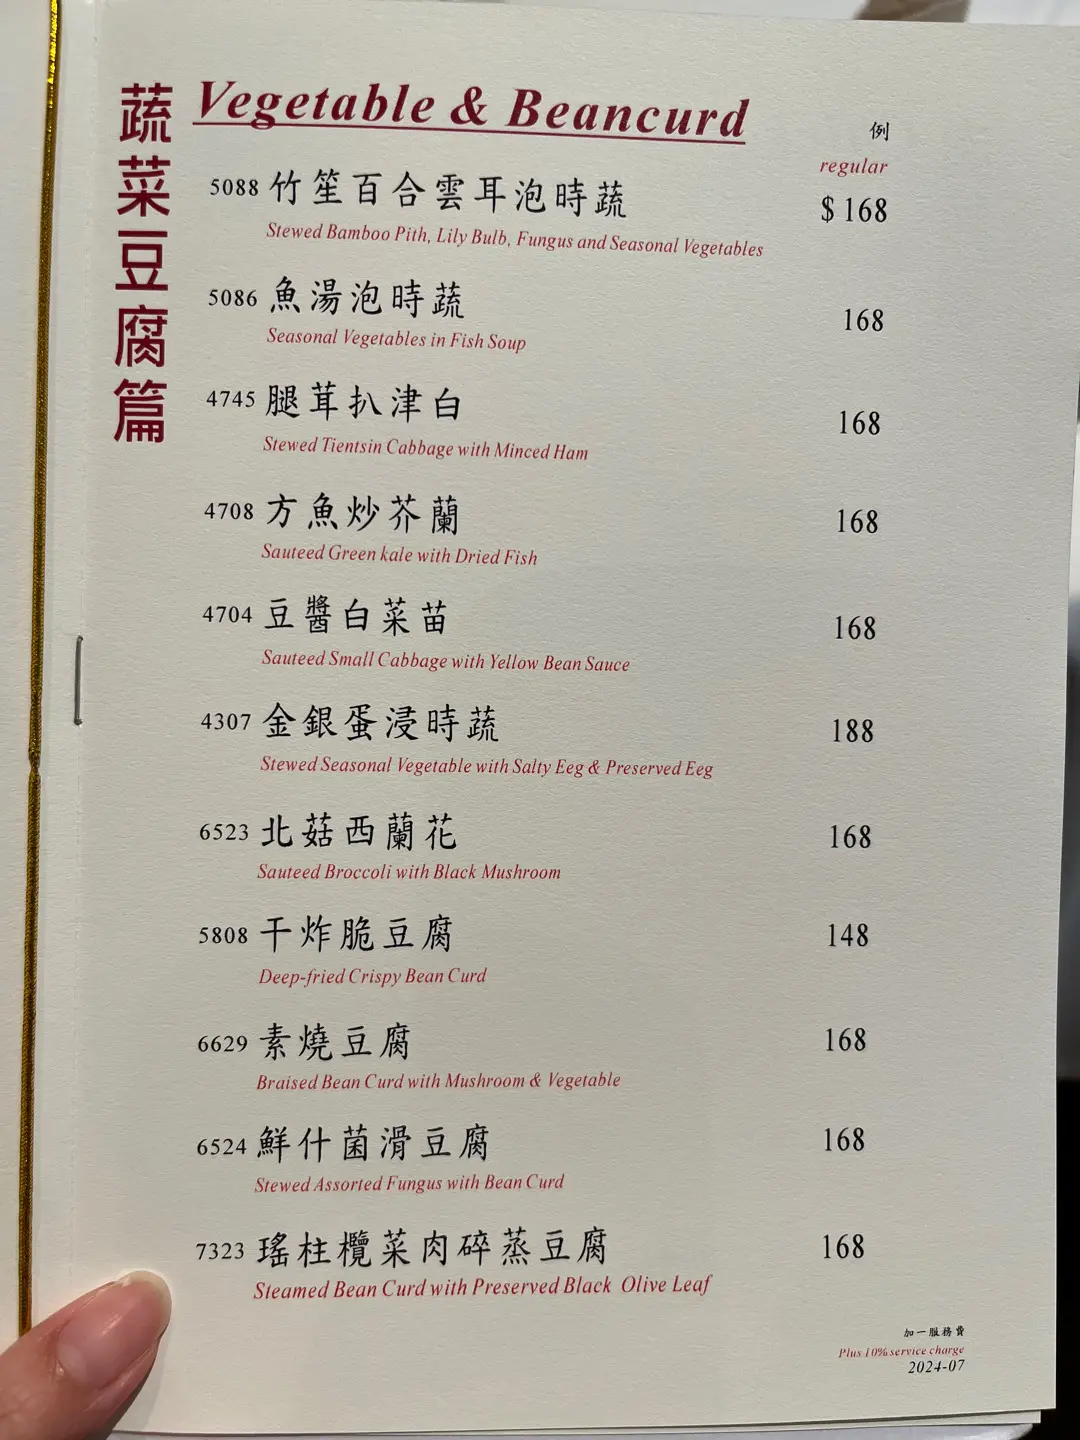 蔬菜豆腐篇
Vegetable & Beancurd
例
regular
5088 竹笙百合雲耳泡時蔬 $ 168
Stewed Bamboo Pith, Lily Bulb, Fungus and Seasonal Vegetables
5086 魚湯泡時蔬 168
Seasonal Vegetables in Fish Soup
4745 腿茸扒津白 168
Stewed Tientsin Cabbage with Minced Ham
4708 方魚炒芥蘭 168
Sauteed Green kale with Dried Fish
4704 豆醬白菜苗 168
Sauteed Small Cabbage with Yellow Bean Sauce
4307 金銀蛋浸時蔬 188
Stewed Seasonal Vegetable with Salty Eeg & Preserved Eeg
6523 北菇西蘭花 168
Sauteed Broccoli with Black Mushroom
5808 干炸脆豆腐 148
Deep-fried Crispy Bean Curd
6629 素燒豆腐 168
Braised Bean Curd with Mushroom & Vegetable
6524 鮮什菌滑豆腐 168
Stewed Assorted Fungus with Bean Curd
7323 瑤柱欖菜肉碎蒸豆腐 168
Steamed Bean Curd with Preserved Black Olive Leaf
加一服務費
Plus 10% service charge
2024-07